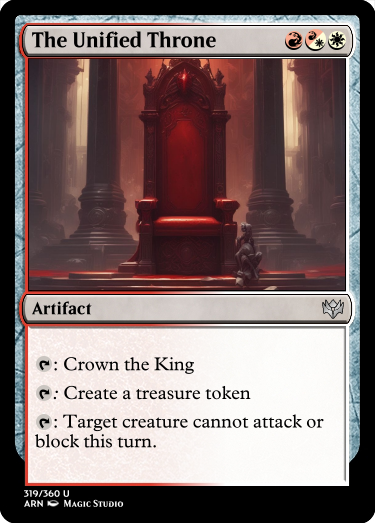 The Unified Throne
Artifact
: Crown the King
: Create a treasure token
: Target creature cannot attack or
block this turn.
319/360 U
ARN Magic Studio